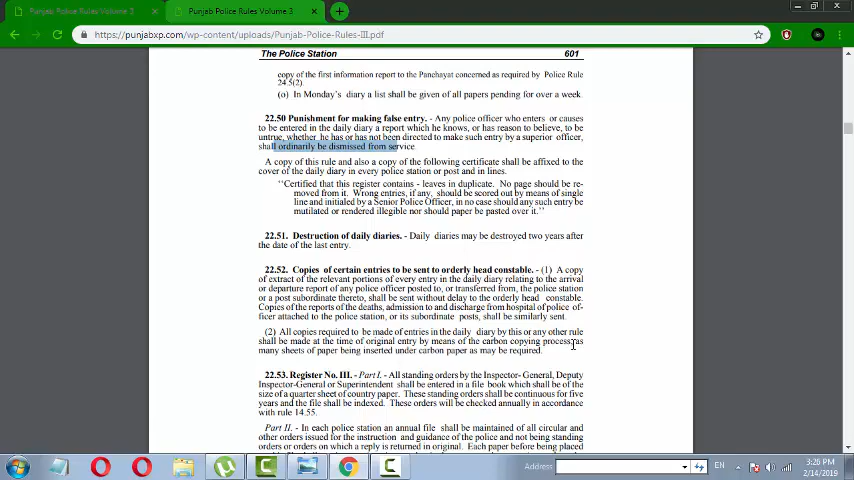 Punjab Police Rules Volume 3
Punjab Police Rules Volume 3
https://punjabxp.com/wp-content/uploads/Punjab-Police-Rules-III.pdf
The Police Station 601
copy of the first information report to the Panchayat concerned as required by Police Rule
24.5(2).
(o) In Monday's diary a list shall be given of all papers pending for over a week.
22.50 Punishment for making false entry. - Any police officer who enters or causes
to be entered in the daily diary a report which he knows, or has reason to believe, to be
untrue, whether he has or has not been directed to make such entry by a superior officer,
shall ordinarily be dismissed from service.
A copy of this rule and also a copy of the following certificate shall be affixed to the
cover of the daily diary in every police station or post and in lines.
''Certified that this register contains - leaves in duplicate. No page should be re-
moved from it. Wrong entries, if any, should be scored out by means of single
line and initialed by a Senior Police Officer, in no case should any such entry be
mutilated or rendered illegible nor should paper be pasted over it.''
22.51. Destruction of daily diaries. - Daily diaries may be destroyed two years after
the date of the last entry.
22.52. Copies of certain entries to be sent to orderly head constable. - (1) A copy
of extract of the relevant portions of every entry in the daily diary relating to the arrival
or departure report of any police officer posted to, or transferred from, the police station
or a post subordinate thereto, shall be sent without delay to the orderly head constable.
Copies of the reports of the deaths, admission to and discharge from hospital of police of-
ficer attached to the police station, or its subordinate posts, shall be similarly sent.
(2) All copies required to be made of entries in the daily diary by this or any other rule
shall be made at the time of original entry by means of the carbon copying process as
many sheets of paper being inserted under carbon paper as may be required.
22.53. Register No. III. - Part I. - All standing orders by the Inspector- General, Deputy
Inspector-General or Superintendent shall be entered in a file book which shall be of the
size of a quarter sheet of country paper. These standing orders shall be continuous for five
years and the file shall be indexed. These orders will be checked annually in accordance
with rule 14.55.
Part II. - In each police station an annual file shall be maintained of all circular and
other orders issued for the instruction and guidance of the police and not being standing
orders or orders on which a reply is returned in original. Each paper before being placed
Address
EN
3:26 PM
2/14/2019